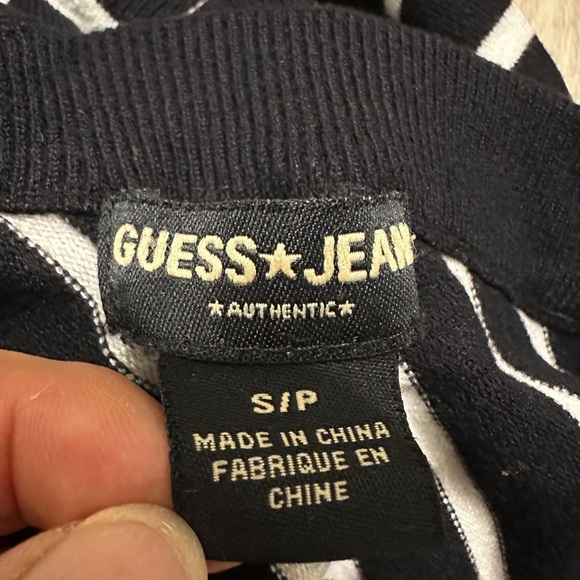 GUESS★JEAN
★AUTHENTIC★
S/P
MADE IN CHINA
FABRIQUE EN
CHINE